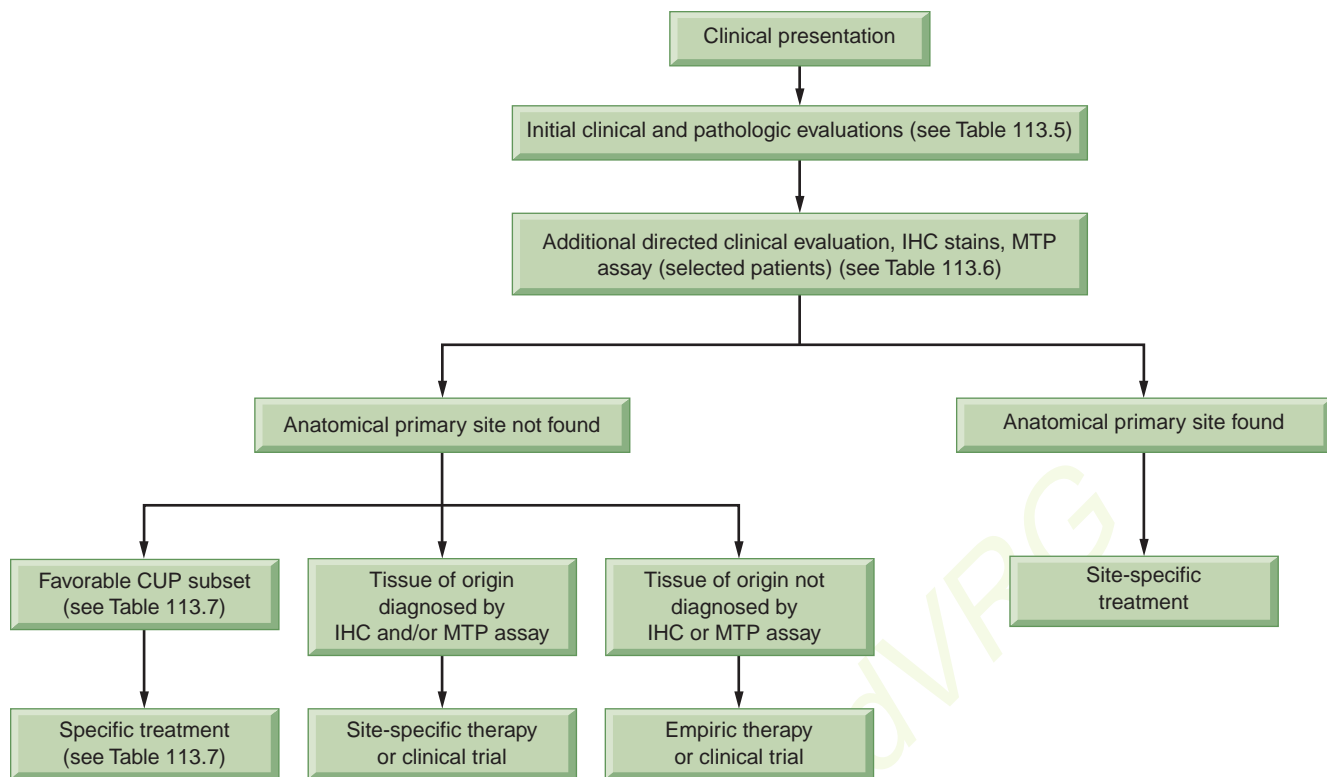 Clinical presentation
Initial clinical and pathologic evaluations (see Table 113.5)
Additional directed clinical evaluation, IHC stains, MTP
assay (selected patients) (see Table 113.6)
Anatomical primary site not found
Anatomical primary site found
Favorable CUP subset
(see Table 113.7)
Tissue of origin
diagnosed by
IHC and/or MTP assay
Tissue of origin not
diagnosed by
IHC or MTP assay
Site-specific
treatment
Specific treatment
(see Table 113.7)
Site-specific therapy
or clinical trial
Empiric therapy
or clinical trial
dVRG